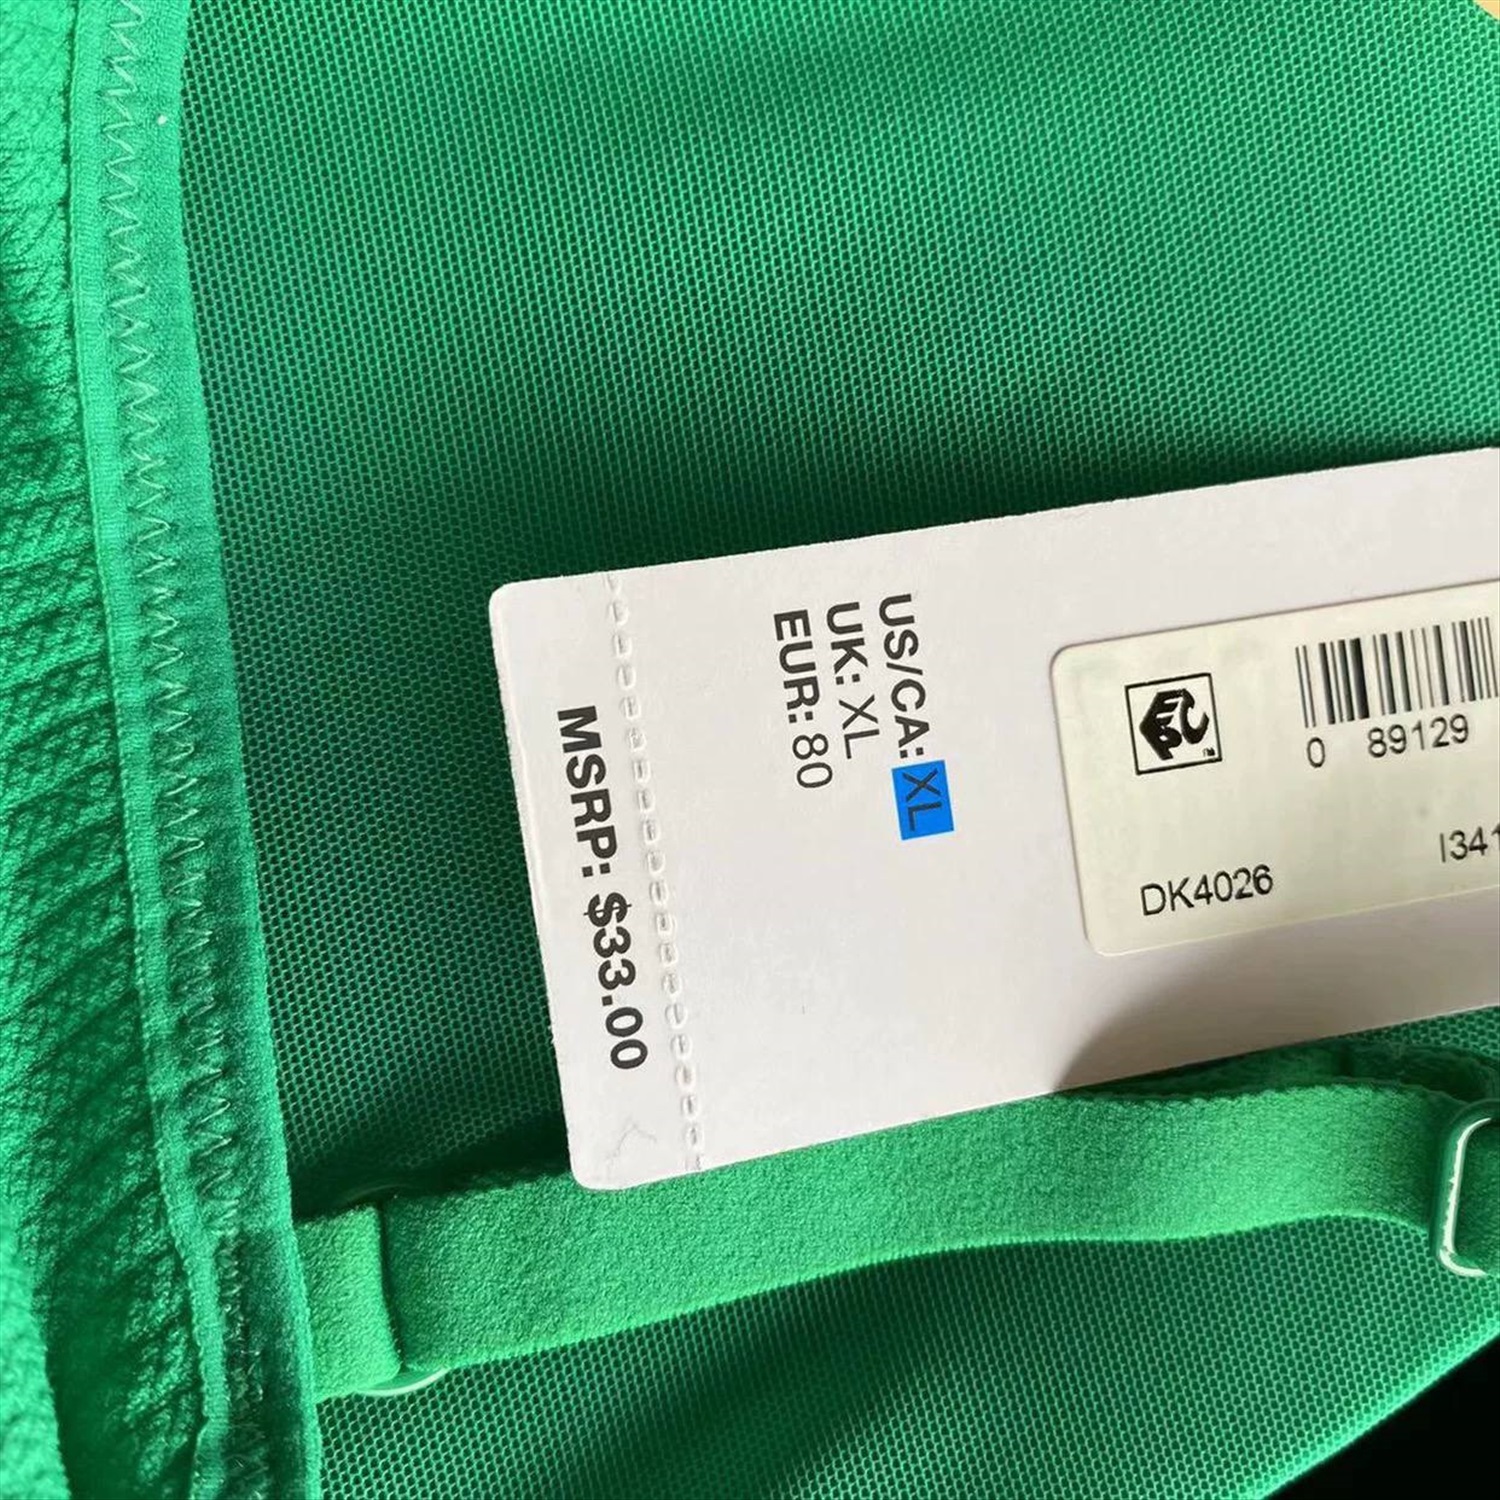 US/CA: XL
UK: XL
EUR: 80
MSRP: $33.00
0 89129
DK4026
I341